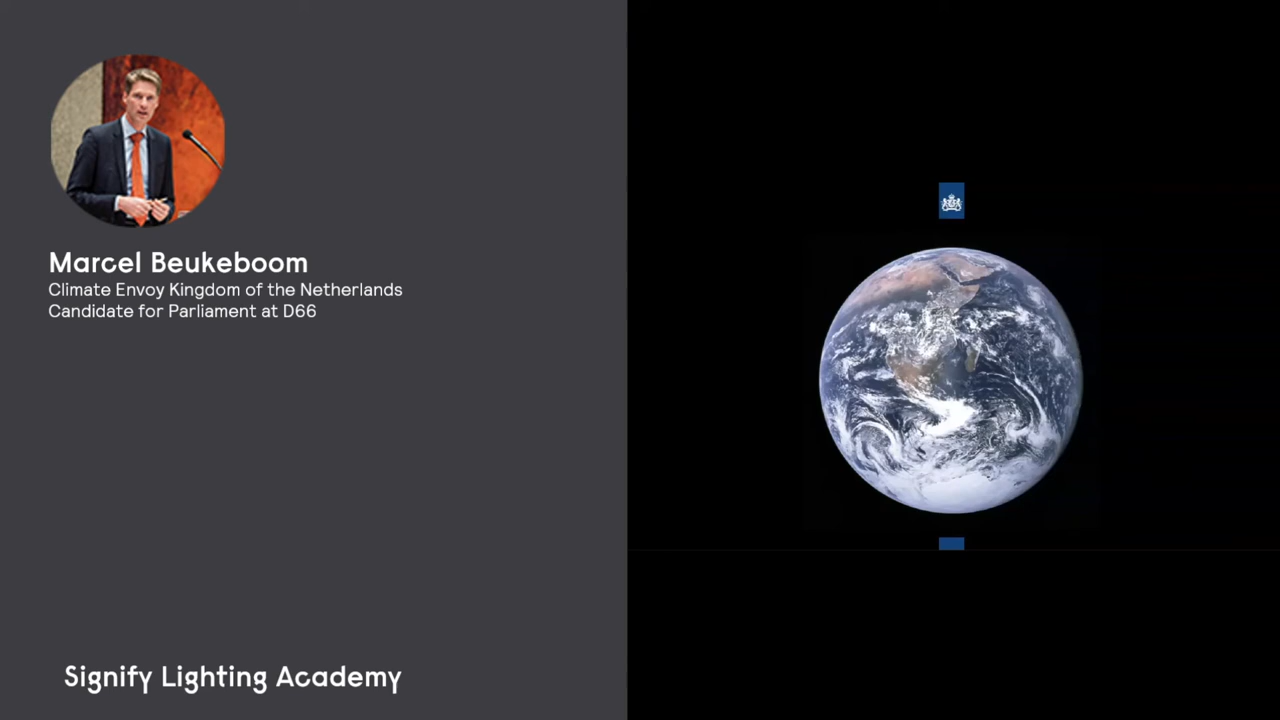 Marcel Beukeboom
Climate Envoy Kingdom of the Netherlands
Candidate for Parliament at D66
Signify Lighting Academy